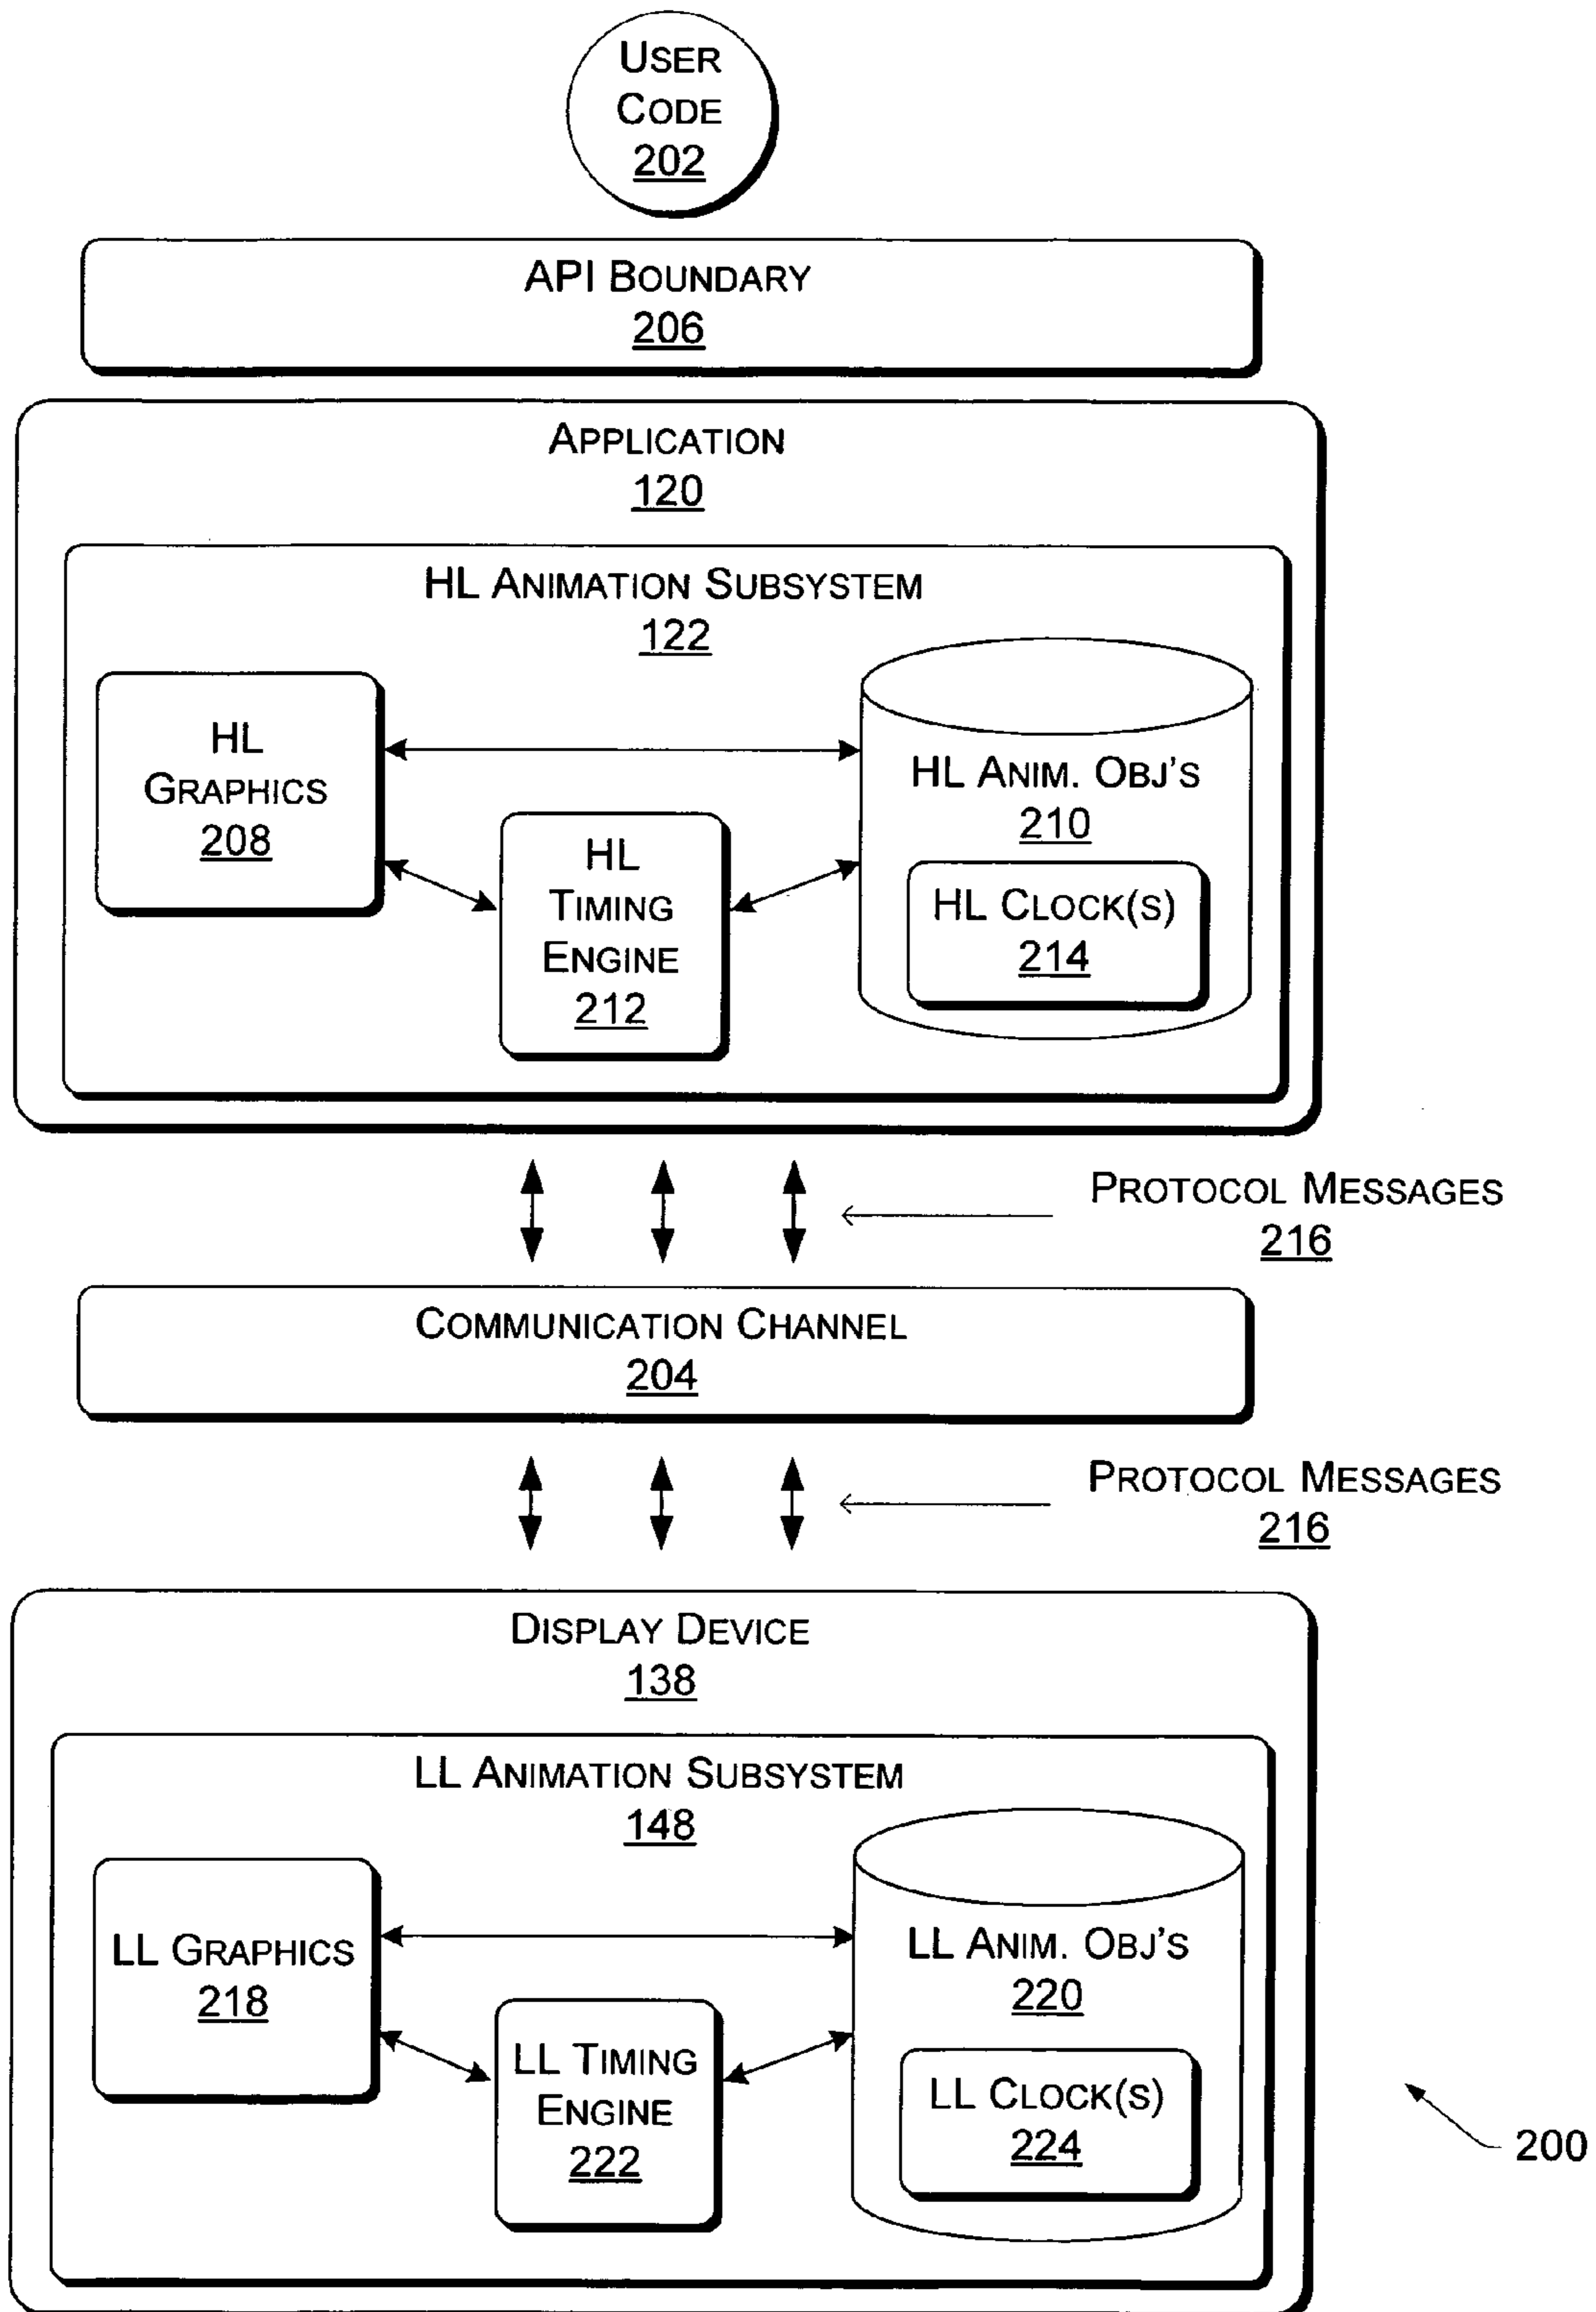 USER
CODE
202
API BOUNDARY
206
APPLICATION
120
HL ANIMATION SUBSYSTEM
122
HL
GRAPHICS
208
HL
TIMING
ENGINE
212
HL ANIM. OBJ'S
210
HL CLOCK(S)
214
PROTOCOL MESSAGES
216
COMMUNICATION CHANNEL
204
PROTOCOL MESSAGES
216
DISPLAY DEVICE
138
LL ANIMATION SUBSYSTEM
148
LL GRAPHICS
218
LL TIMING
ENGINE
222
LL ANIM. OBJ'S
220
LL CLOCK(S)
224
200